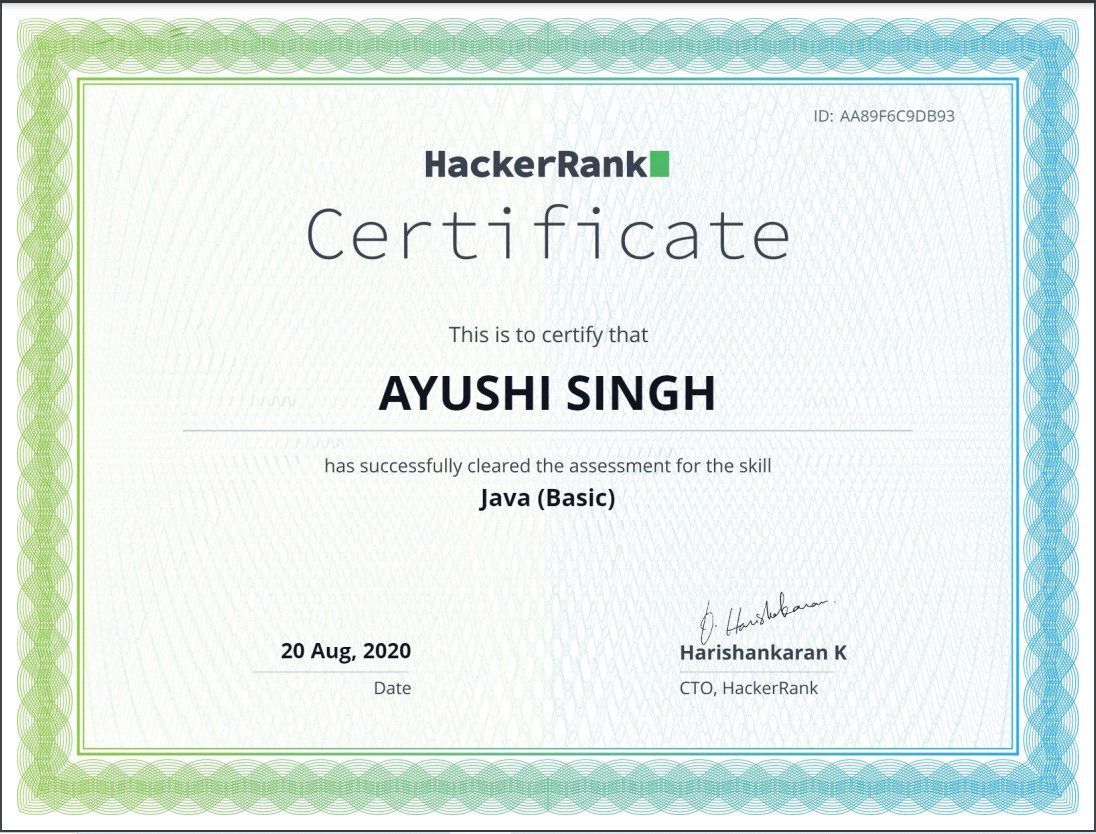 ID: AA89F6C9DB93
HackerRank
Certificate
This is to certify that
AYUSHI SINGH
has successfully cleared the assessment for the skill
Java (Basic)
D. Harishankaran
20 Aug, 2020
Harishankaran K
Date
CTO, HackerRank